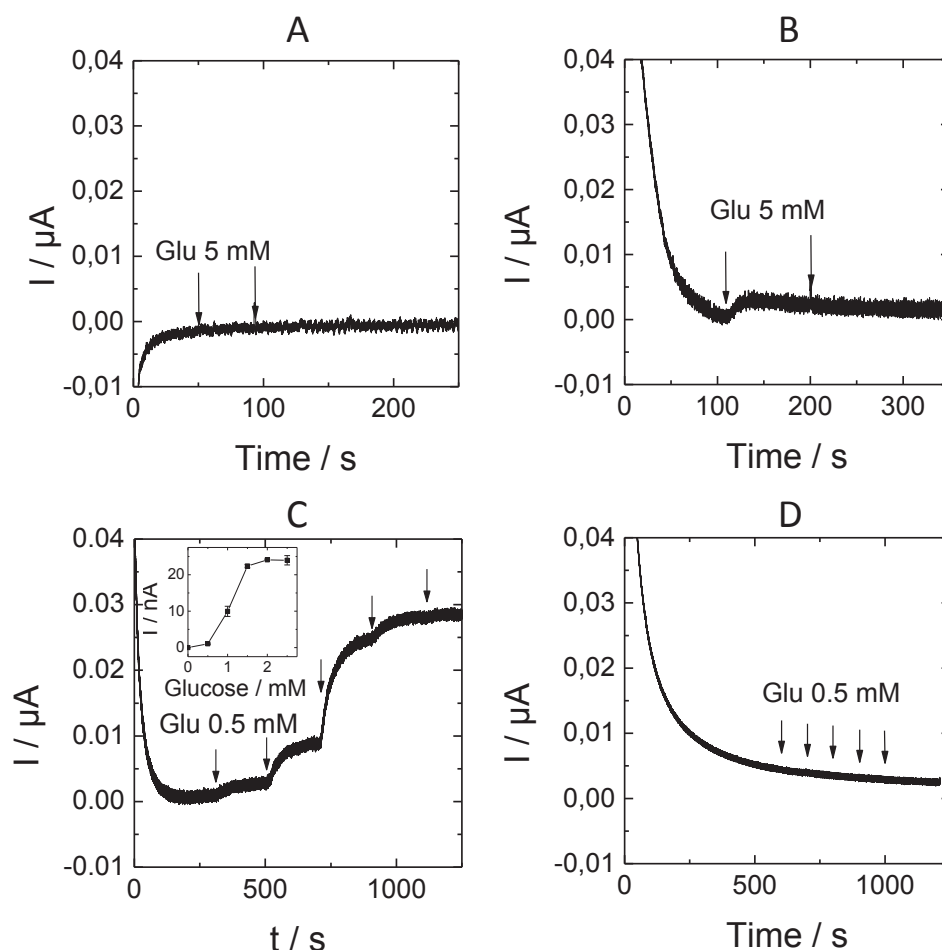 A
0,04
0,03
0,02
0,01
0,00
-0,01
I / µA
Glu 5 mM
0
100
200
Time / s
B
0,04
0,03
0,02
0,01
0,00
-0,01
I / µA
Glu 5 mM
0
100
200
300
Time / s
C
0.04
0.03
0.02
0.01
0.00
-0.01
I / µA
20
10
0
I / nA
0
1
2
Glucose / mM
Glu 0.5 mM
0
500
1000
t / s
D
0,04
0,03
0,02
0,01
0,00
-0,01
I / µA
Glu 0.5 mM
0
500
1000
Time / s